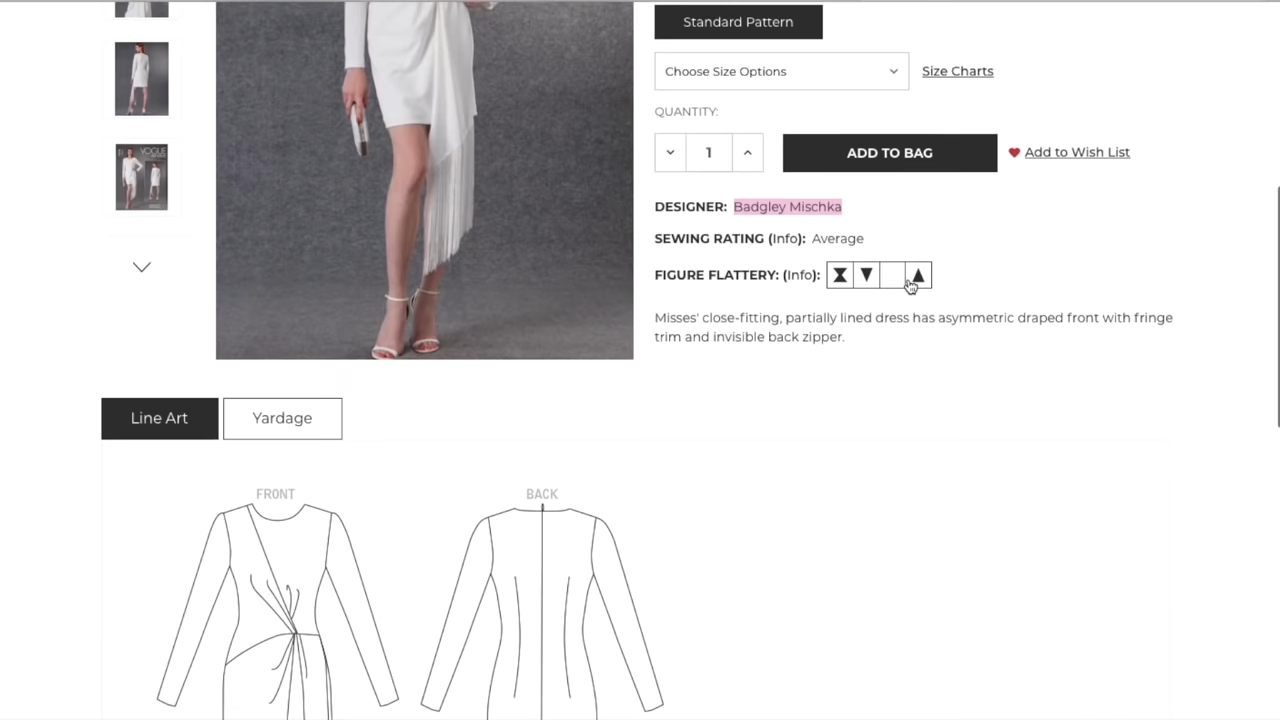 Standard Pattern
Choose Size Options
Size Charts
QUANTITY:
1
ADD TO BAG
Add to Wish List
VOGUE
DESIGNER: Badgley Mischka
SEWING RATING (Info): Average
FIGURE FLATTERY: (Info):
Misses' close-fitting, partially lined dress has asymmetric draped front with fringe
trim and invisible back zipper.
Line Art
Yardage
FRONT
BACK